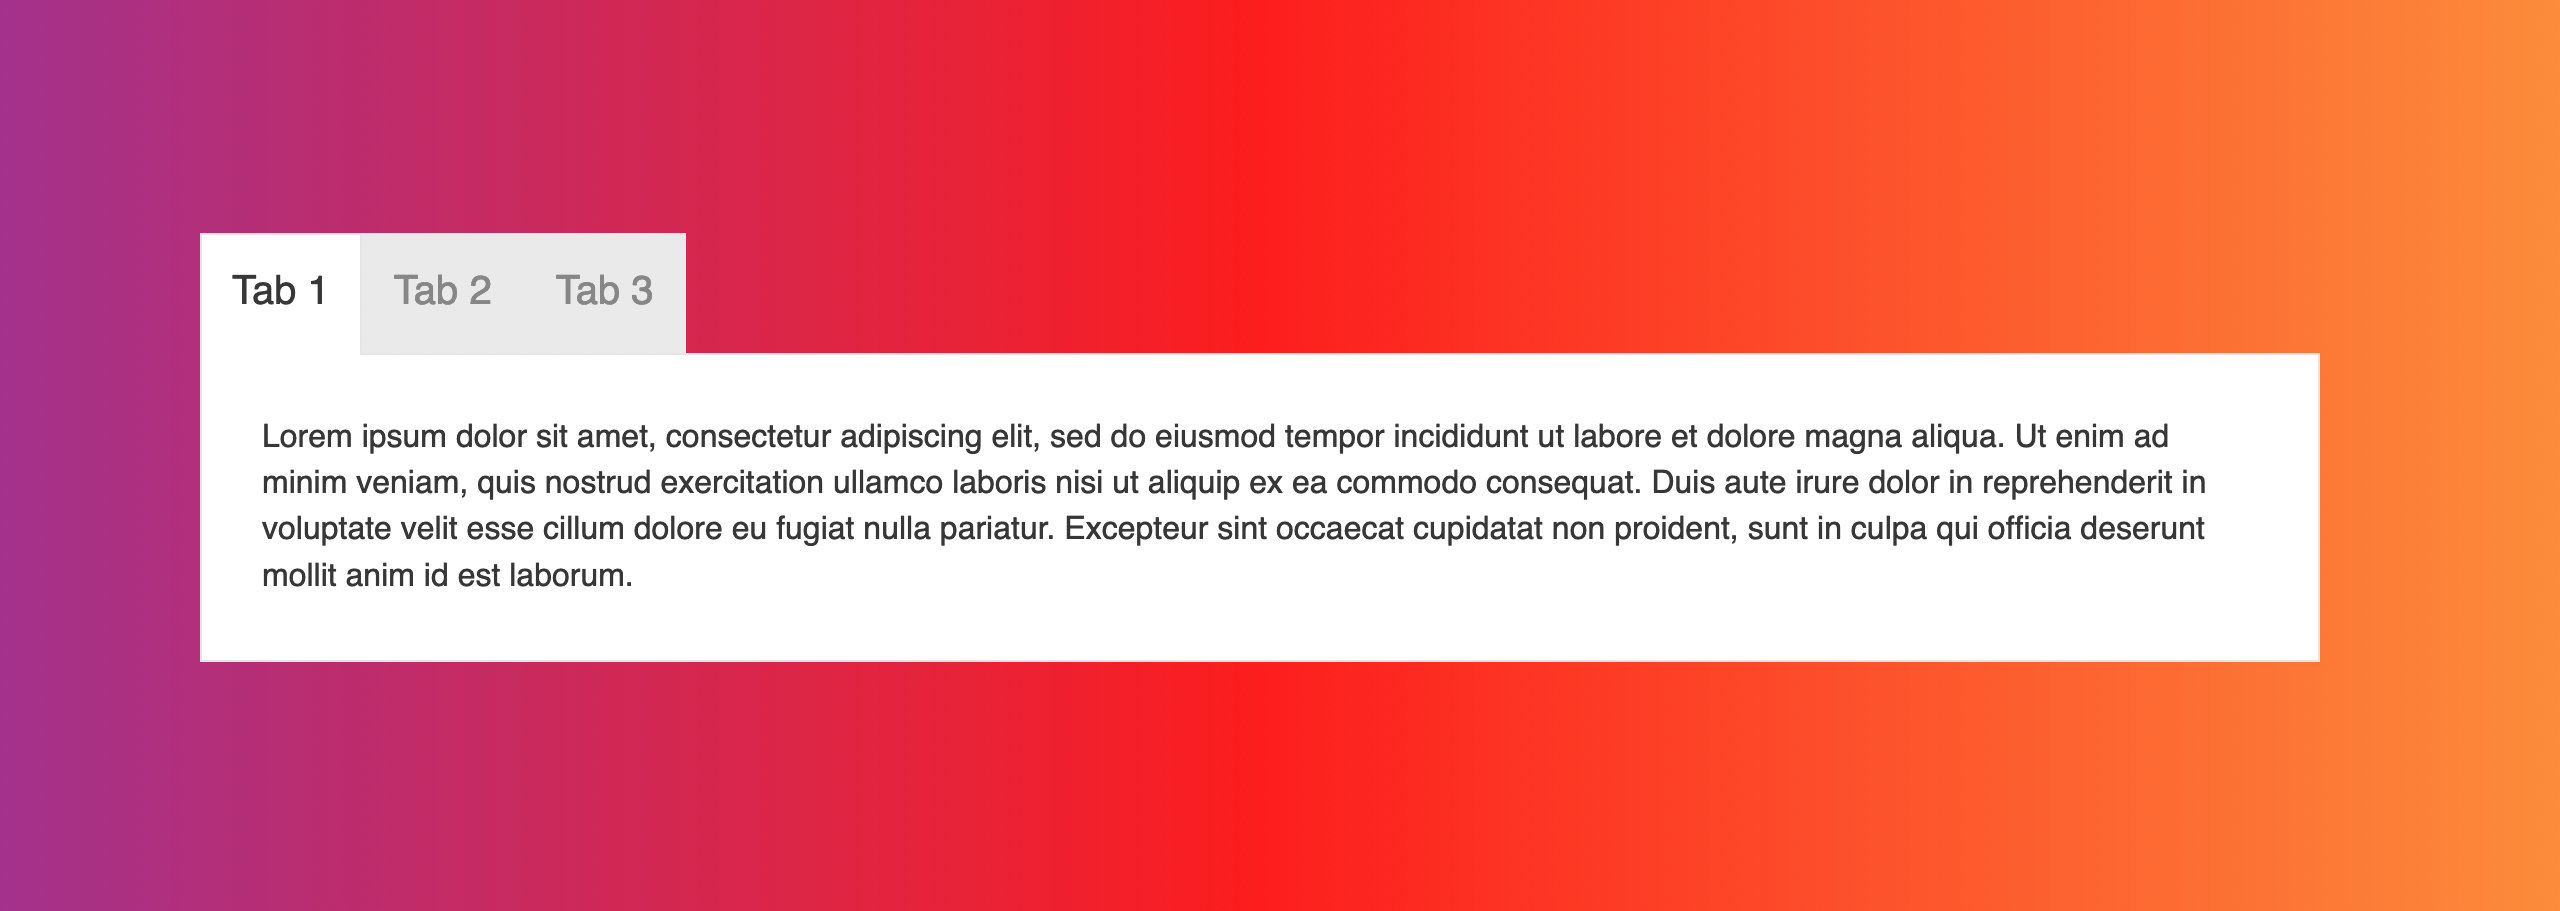 Tab 1 Tab 2 Tab 3
Lorem ipsum dolor sit amet, consectetur adipiscing elit, sed do eiusmod tempor incididunt ut labore et dolore magna aliqua. Ut enim ad
minim veniam, quis nostrud exercitation ullamco laboris nisi ut aliquip ex ea commodo consequat. Duis aute irure dolor in reprehenderit in
voluptate velit esse cillum dolore eu fugiat nulla pariatur. Excepteur sint occaecat cupidatat non proident, sunt in culpa qui officia deserunt
mollit anim id est laborum.